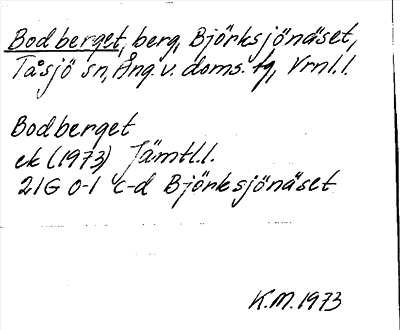 Bodberget, berg, Björksjönäset,
Tåsjö sn, Ång. v. doms. tg, Vrnl.l.
Bodberget
ek (1973) Jämtl.l.
21G 0-1 c-d Björksjönäset
K.M. 1973